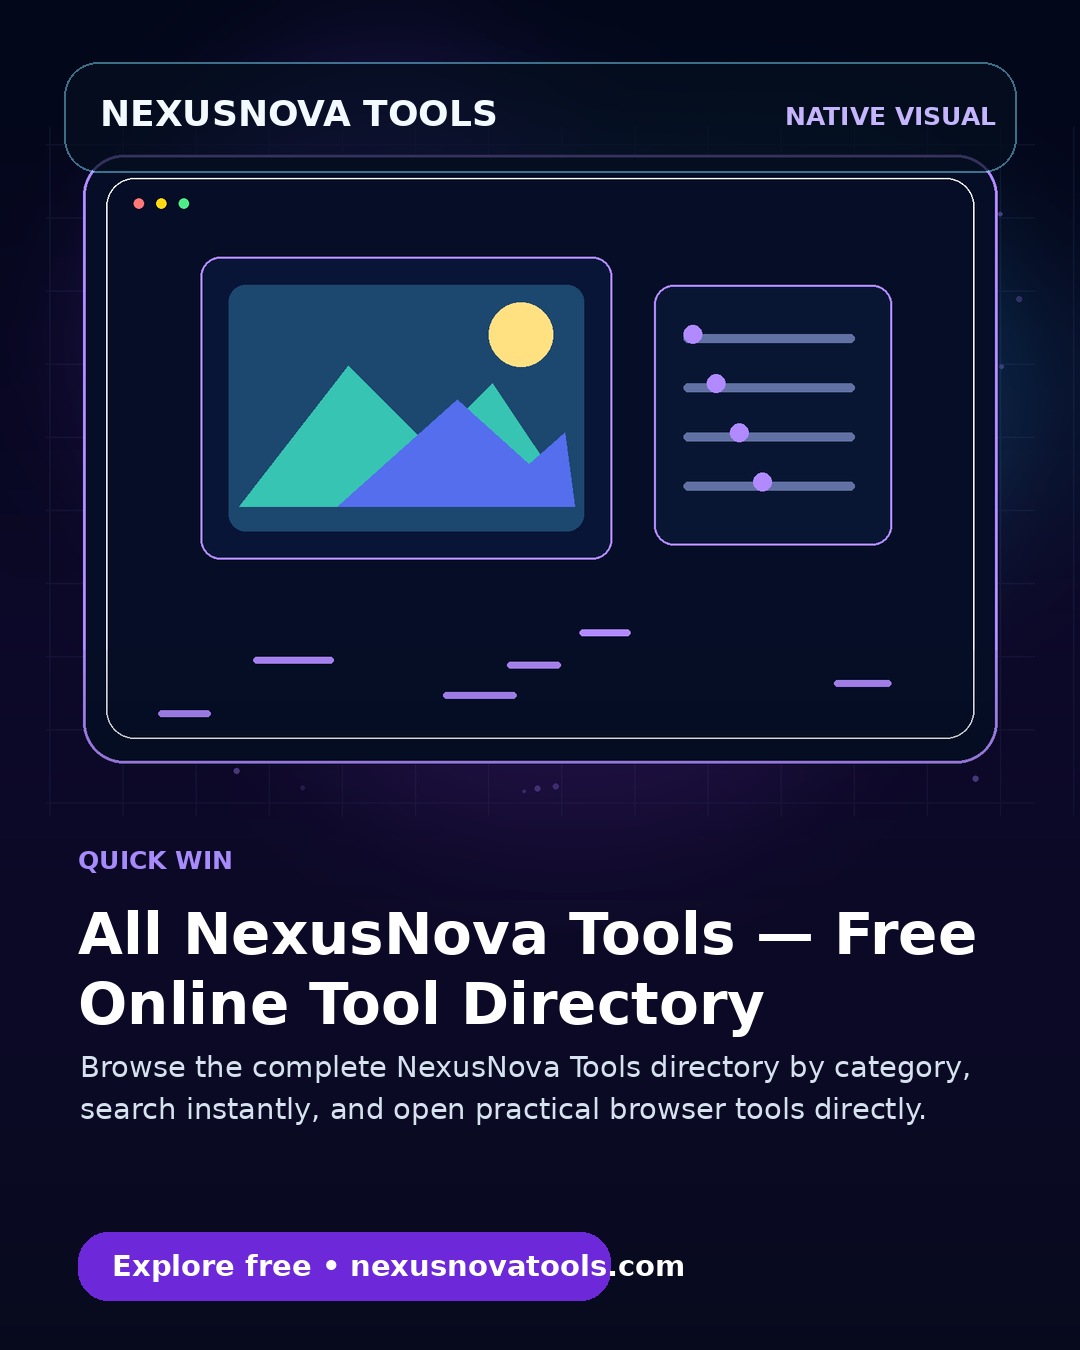 NEXUSNOVA TOOLS
NATIVE VISUAL
QUICK WIN
All NexusNova Tools — Free
Online Tool Directory
Browse the complete NexusNova Tools directory by category,
search instantly, and open practical browser tools directly.
Explore free • nexusnovatools.com